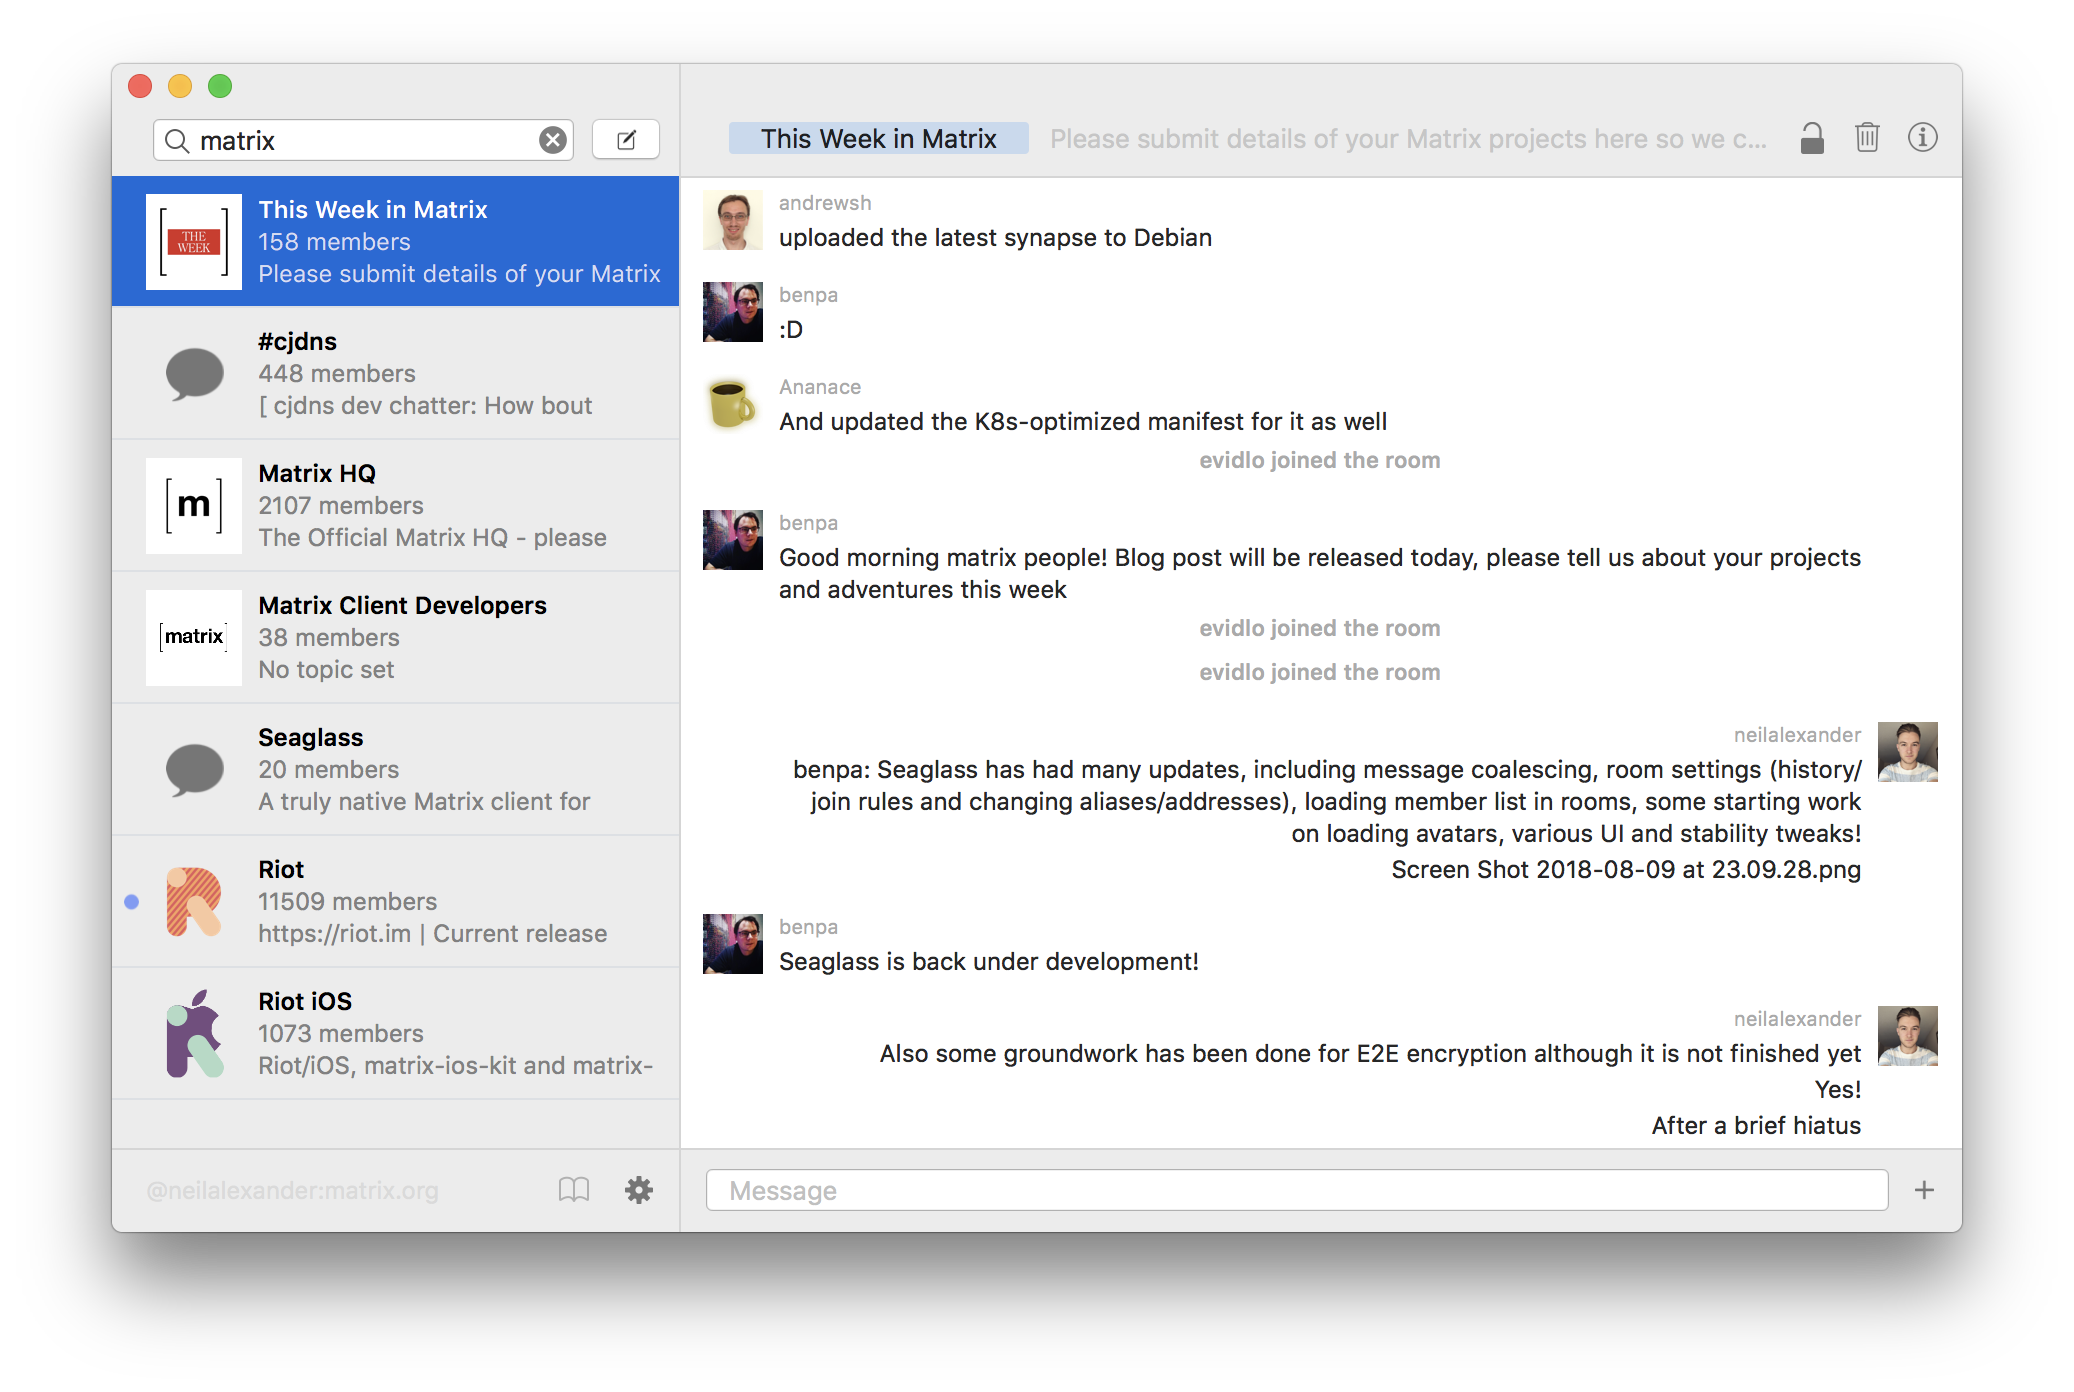 matrix
This Week in Matrix
Please submit details of your Matrix projects here so we c...
THE
WEEK
This Week in Matrix
158 members
Please submit details of your Matrix
#cjdns
448 members
[ cjdns dev chatter: How bout
[m]
Matrix HQ
2107 members
The Official Matrix HQ - please
[matrix]
Matrix Client Developers
38 members
No topic set
Seaglass
20 members
A truly native Matrix client for
Riot
11509 members
https://riot.im | Current release
Riot iOS
1073 members
Riot/iOS, matrix-ios-kit and matrix-
@neilalexander:matrix.org
andrewsh
uploaded the latest synapse to Debian
benpa
:D
Ananace
And updated the K8s-optimized manifest for it as well
evidlo joined the room
benpa
Good morning matrix people! Blog post will be released today, please tell us about your projects
and adventures this week
evidlo joined the room
evidlo joined the room
neilalexander
benpa: Seaglass has had many updates, including message coalescing, room settings (history/
join rules and changing aliases/addresses), loading member list in rooms, some starting work
on loading avatars, various UI and stability tweaks!
Screen Shot 2018-08-09 at 23.09.28.png
benpa
Seaglass is back under development!
neilalexander
Also some groundwork has been done for E2E encryption although it is not finished yet
Yes!
After a brief hiatus
Message